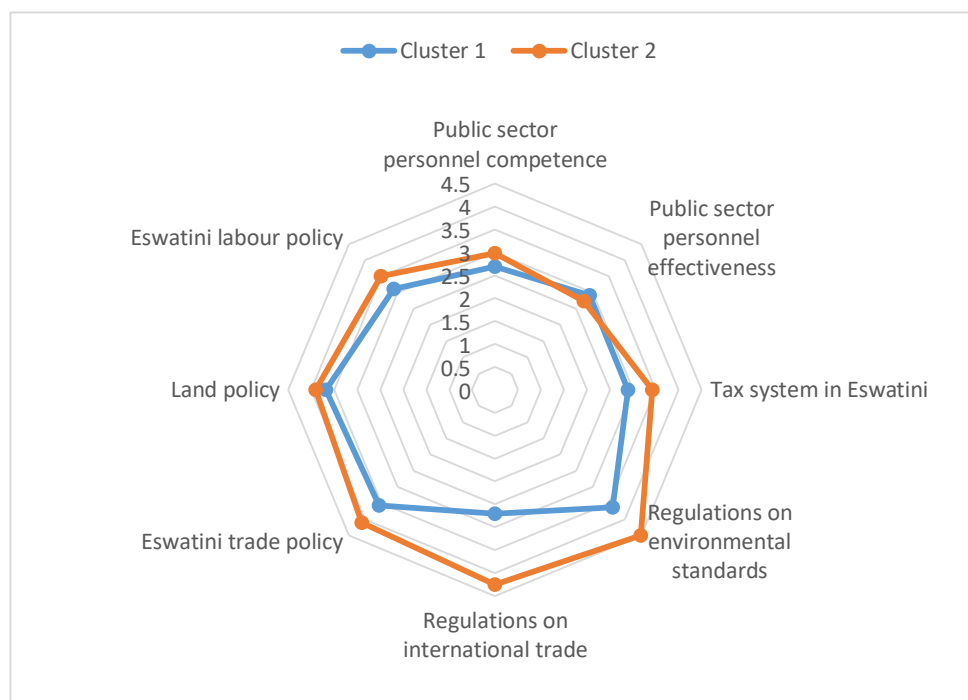 Cluster 1
Cluster 2
Public sector
personnel competence
Public sector
personnel
effectiveness
Tax system in Eswatini
Regulations on
environmental
standards
Regulations on
international trade
Eswatini trade policy
Land policy
Eswatini labour policy
4.5
4
3.5
3
2.5
2
1.5
1
0.5
0